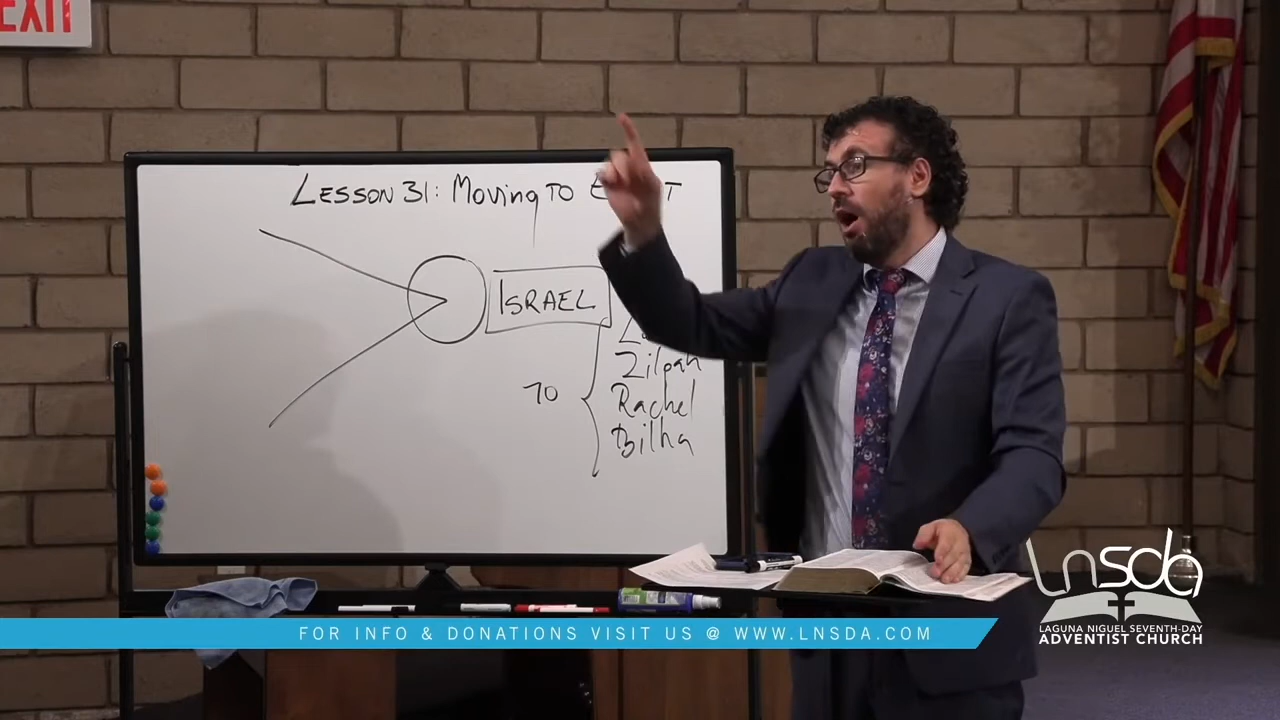 EXIT
LESSON 31: MOVING TO
ISRAEL
Zilpah
70
Rachel
Bilha
LNSDA
LAGUNA NIGUEL SEVENTH-DAY
ADVENTIST CHURCH
FOR INFO & DONATIONS VISIT US @ WWW.LNSDA.COM